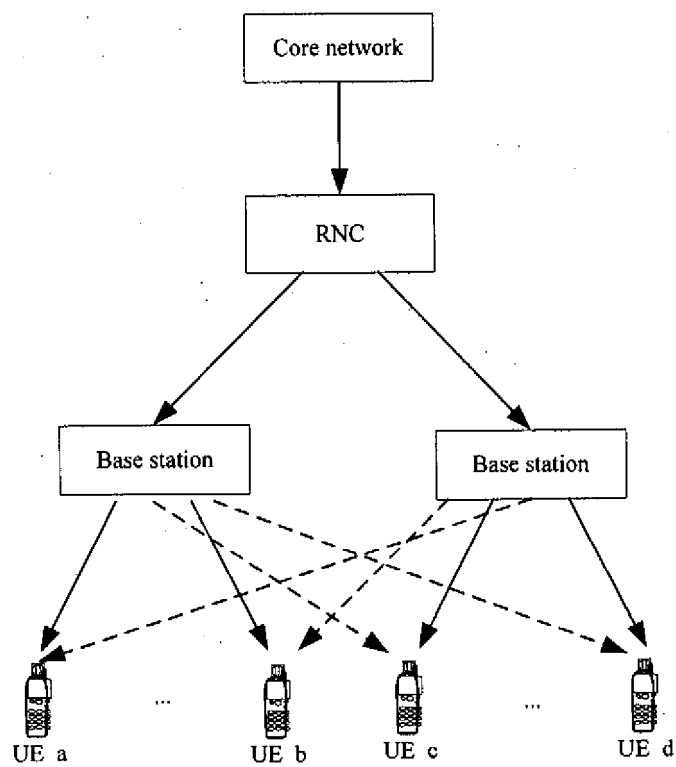 Core network
RNC
Base station
Base station
... ...
UE a
UE b
UE c
UE d